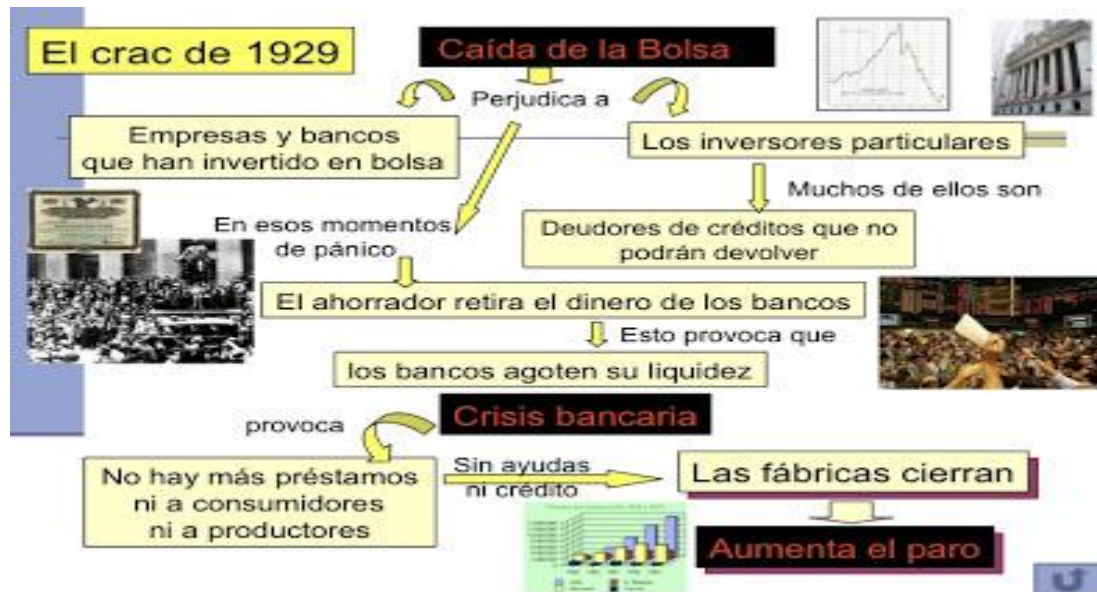 El crac de 1929
Caída de la Bolsa
Perjudica a
Empresas y bancos
que han invertido en bolsa
Los inversores particulares
Muchos de ellos son
Deudores de créditos que no
podrán devolver
En esos momentos
de pánico
El ahorrador retira el dinero de los bancos
Esto provoca que
los bancos agoten su liquidez
Crisis bancaria
provoca
No hay más préstamos
ni a consumidores
ni a productores
Sin ayudas
ni crédito
Las fábricas cierran
Aumenta el paro